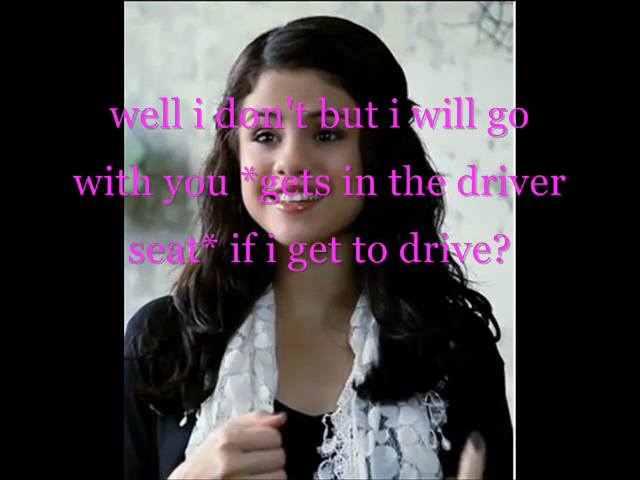 well i don't but i will go
with you *gets in the driver
seat* if i get to drive?